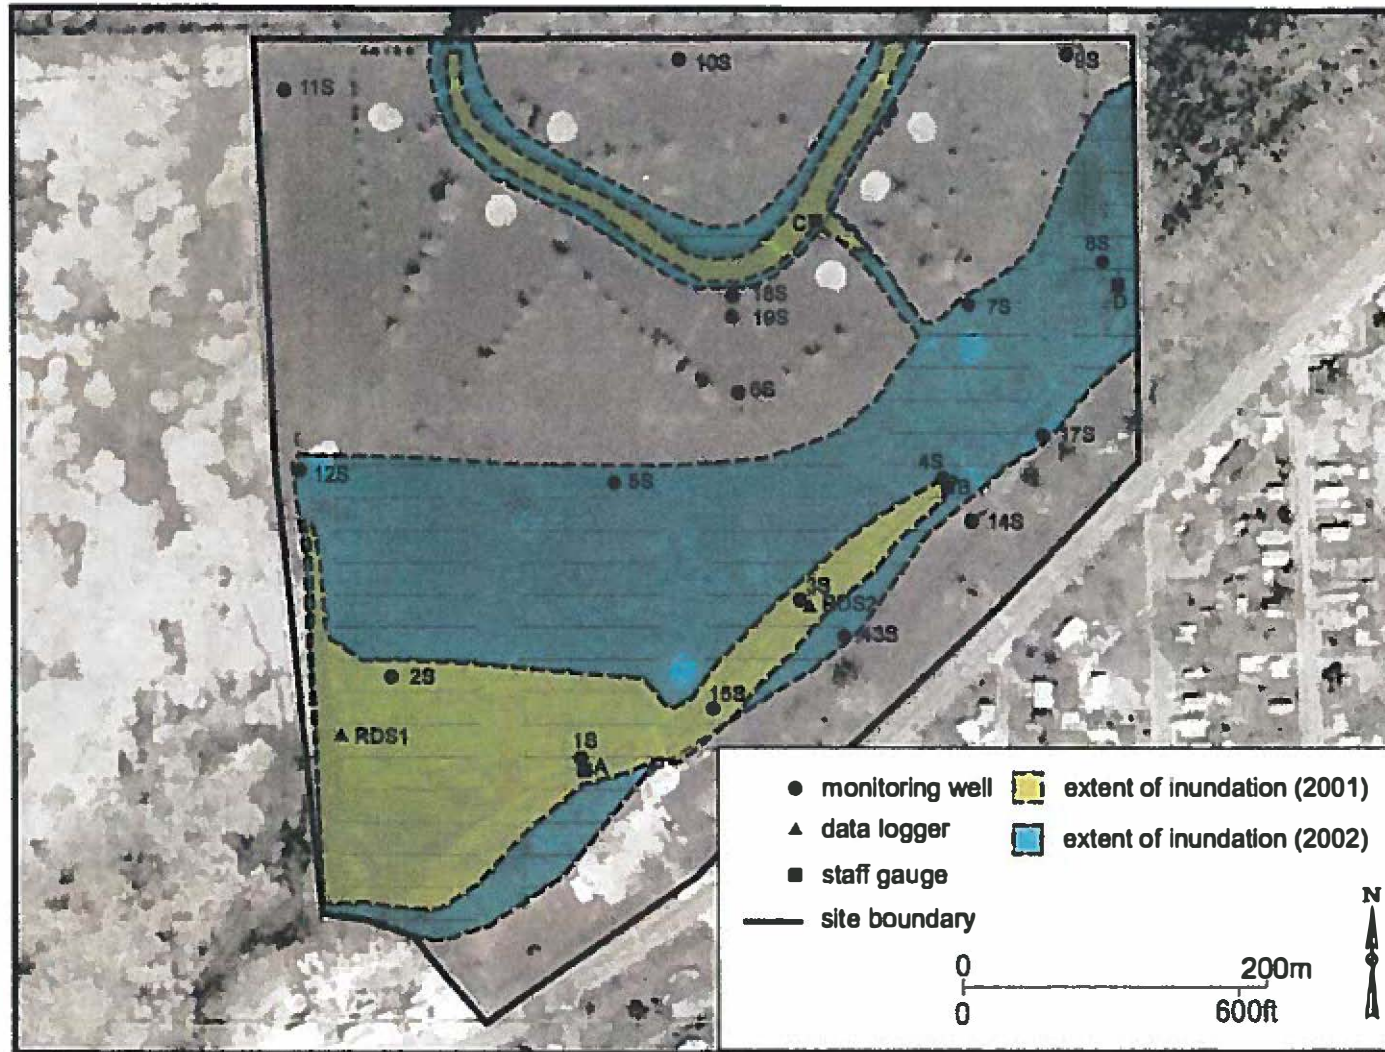 10S
9S
11S
C
8S
D
18S
7S
19S
6S
17S
12S
5S
4S
B
14S
3S
RDS2
13S
2S
15S
RDS1
1S
A
monitoring well
extent of inundation (2001)
data logger
extent of inundation (2002)
staff gauge
site boundary
N
0
200m
0
600ft